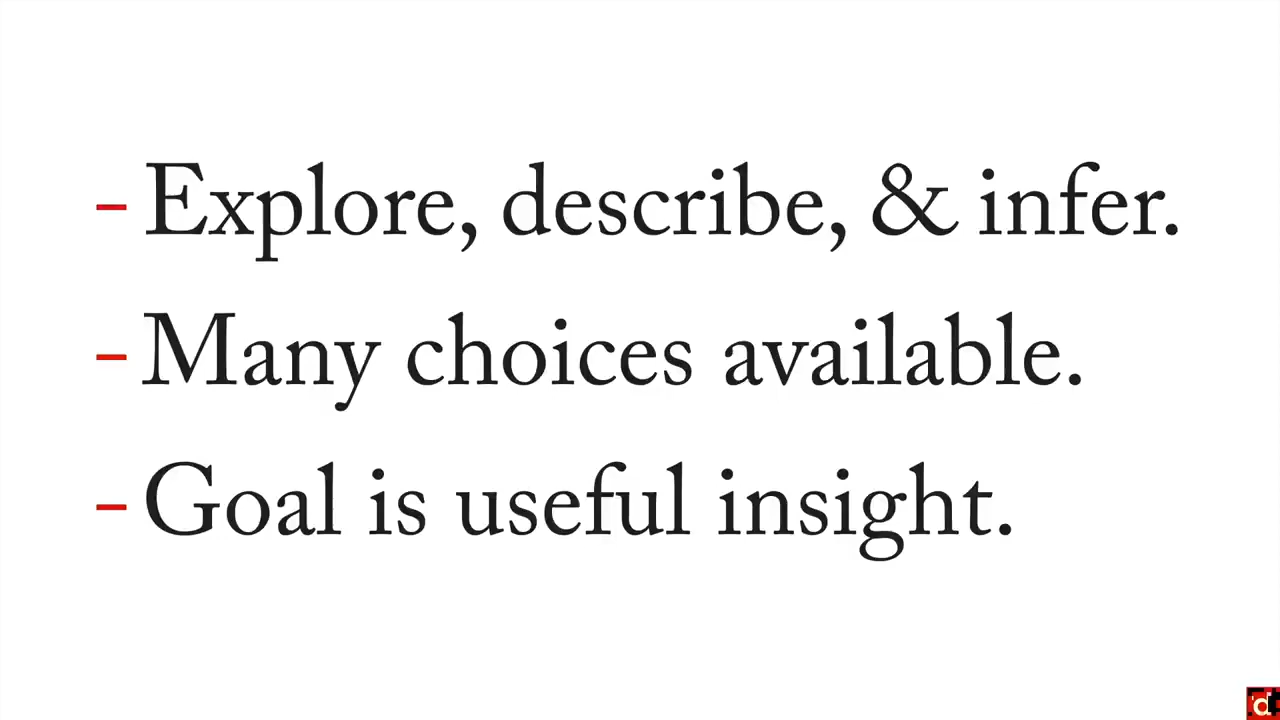 – Explore, describe, & infer.
– Many choices available.
– Goal is useful insight.
d